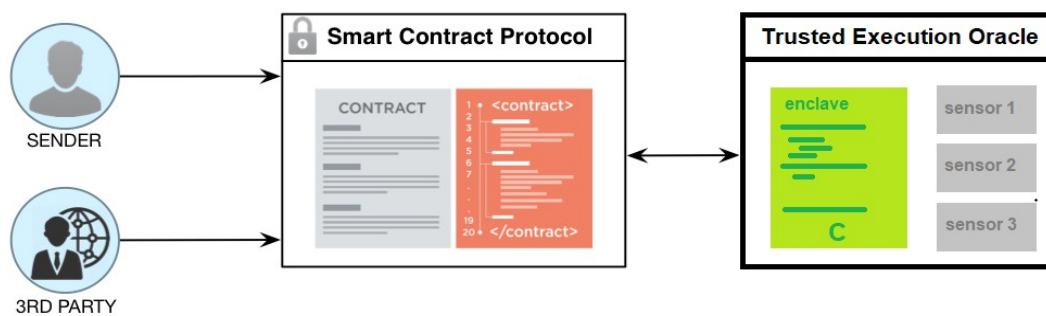 SENDER
3RD PARTY
Smart Contract Protocol
CONTRACT
1
2
3
4
5
6
7
.
.
.
19
20
<contract>
</contract>
Trusted Execution Oracle
enclave
C
sensor 1
sensor 2
sensor 3